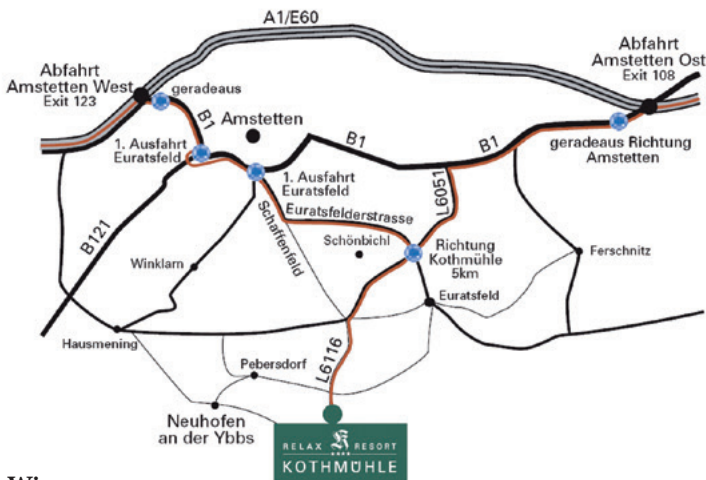 A1/E60
Abfahrt
Amstetten West
Exit 123
geradeaus
B1
Amstetten
Abfahrt
Amstetten Ost
Exit 108
B1
B1
geradeaus Richtung
Amstetten
1. Ausfahrt
Euratsfeld
1. Ausfahrt
Euratsfeld
B121
Schaffenfeld
Euratsfelderstrasse
L6051
Schönbichl
Richtung
Kothmühle
5km
Ferschnitz
Winklarn
Euratsfeld
Hausmening
Pebersdorf
L6116
Neuhofen
an der Ybbs
RELAX R RESORT
KOTHMÜHLE